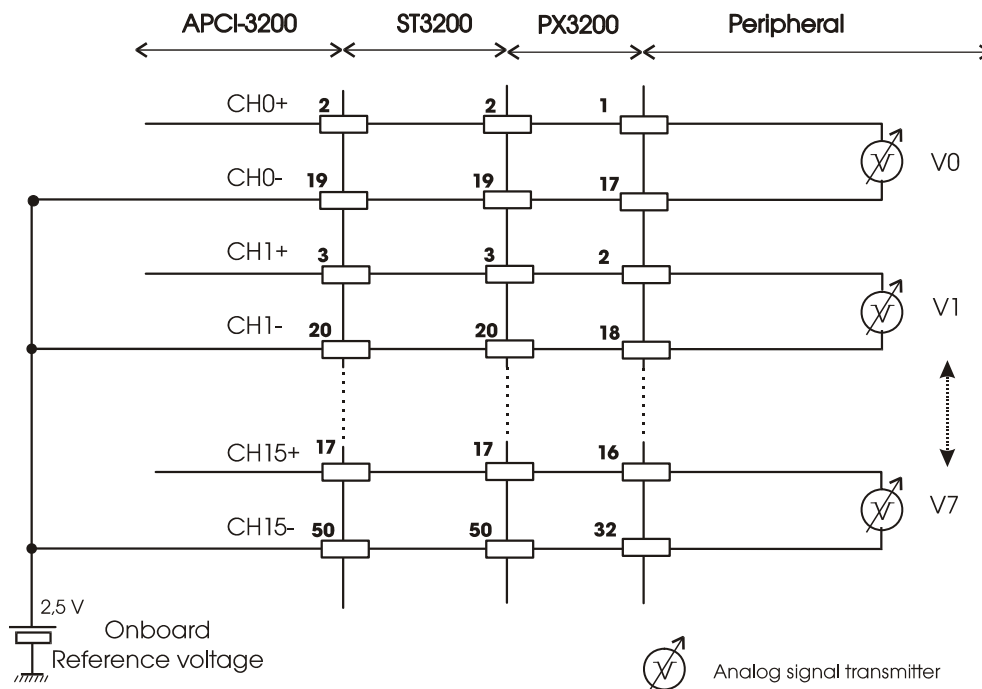 APCI-3200 ST3200 PX3200 Peripheral
CH0+ 2 2 1
V0
CH0- 19 19 17
CH1+ 3 3 2
V1
CH1- 20 20 18
CH15+ 17 17 16
V7
CH15- 50 50 32
2,5 V
Onboard
Reference voltage
V Analog signal transmitter